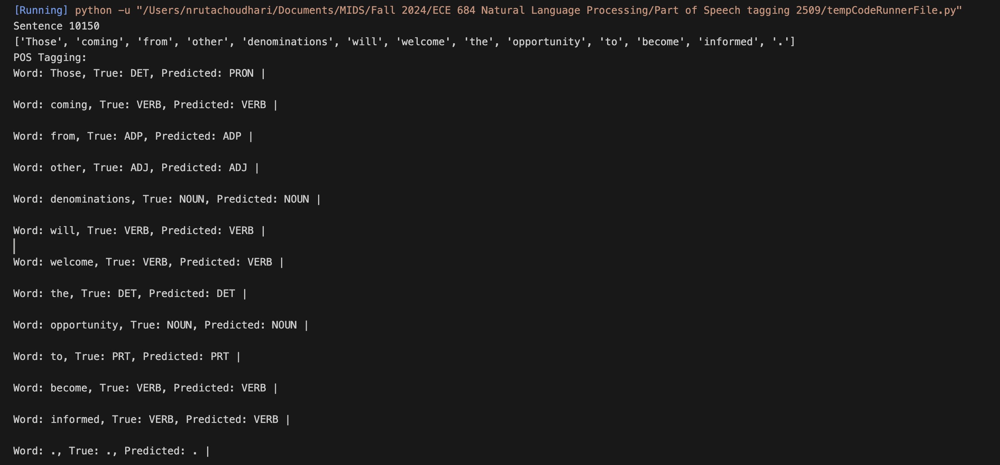 [Running] python -u "/Users/nrutachoudhari/Documents/MIDS/Fall 2024/ECE 684 Natural Language Processing/Part of Speech tagging 2509/tempCodeRunnerFile.py"
Sentence 10150
['Those', 'coming', 'from', 'other', 'denominations', 'will', 'welcome', 'the', 'opportunity', 'to', 'become', 'informed', '.']
POS Tagging:
Word: Those, True: DET, Predicted: PRON |
Word: coming, True: VERB, Predicted: VERB |
Word: from, True: ADP, Predicted: ADP |
Word: other, True: ADJ, Predicted: ADJ |
Word: denominations, True: NOUN, Predicted: NOUN |
Word: will, True: VERB, Predicted: VERB |
Word: welcome, True: VERB, Predicted: VERB |
Word: the, True: DET, Predicted: DET |
Word: opportunity, True: NOUN, Predicted: NOUN |
Word: to, True: PRT, Predicted: PRT |
Word: become, True: VERB, Predicted: VERB |
Word: informed, True: VERB, Predicted: VERB |
Word: ., True: ., Predicted: . |